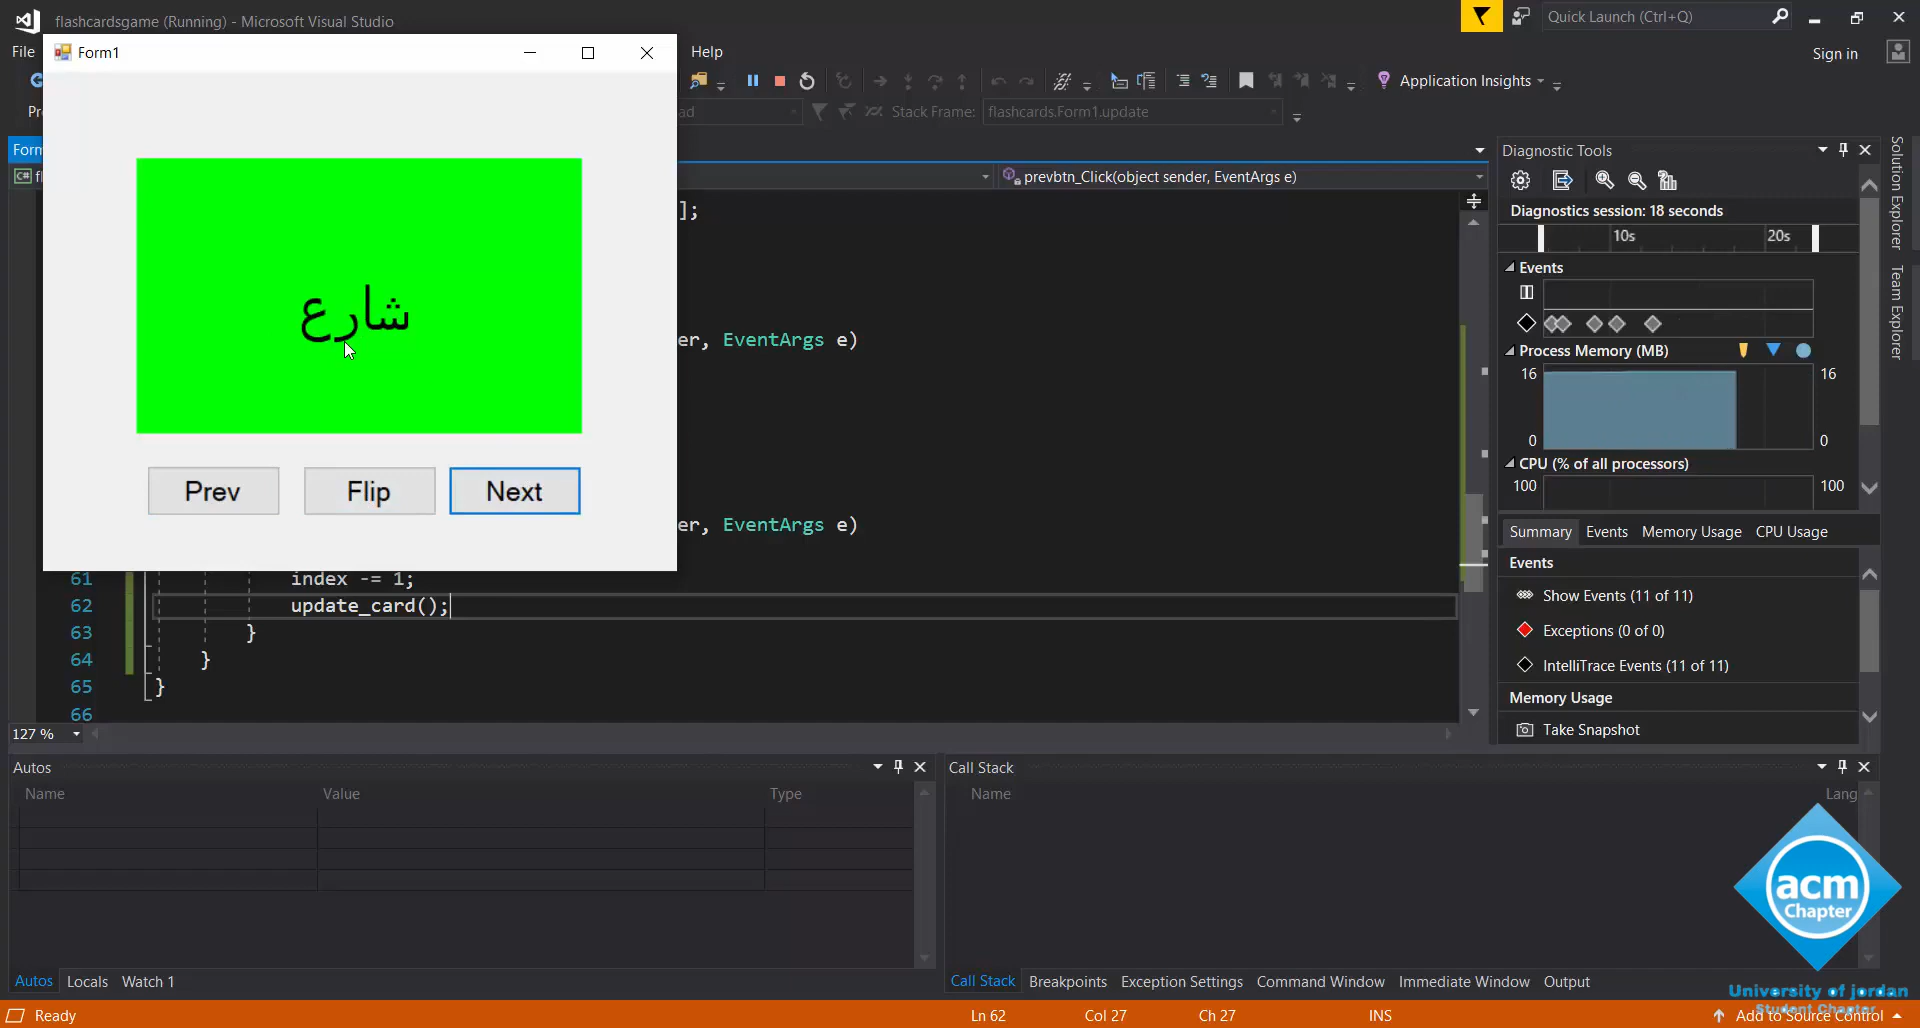 flashcardsgame (Running) - Microsoft Visual Studio
Quick Launch (Ctrl+Q)
File
Help
Sign in
Form1
Application Insights
Stack Frame:
flashcards.Form1.update
Form
prevbtn_Click(object sender, EventArgs e)
];
شارع
er, EventArgs e)
Prev
Flip
Next
er, EventArgs e)
61 index -= 1;
62 update_card();
63 }
64 }
65 }
66
127 %
Diagnostic Tools
Diagnostics session: 18 seconds
10s
20s
Events
Process Memory (MB)
16
16
0
0
CPU (% of all processors)
100
100
Summary
Events
Memory Usage
CPU Usage
Events
Show Events (11 of 11)
Exceptions (0 of 0)
IntelliTrace Events (11 of 11)
Memory Usage
Take Snapshot
Solution Explorer
Team Explorer
Autos
Name
Value
Type
Autos
Locals
Watch 1
Call Stack
Name
Lang
Call Stack
Breakpoints
Exception Settings
Command Window
Immediate Window
Output
acm
Chapter
University of jordan
Student Chapter
Ready
Ln 62
Col 27
Ch 27
INS
Add to Source Control